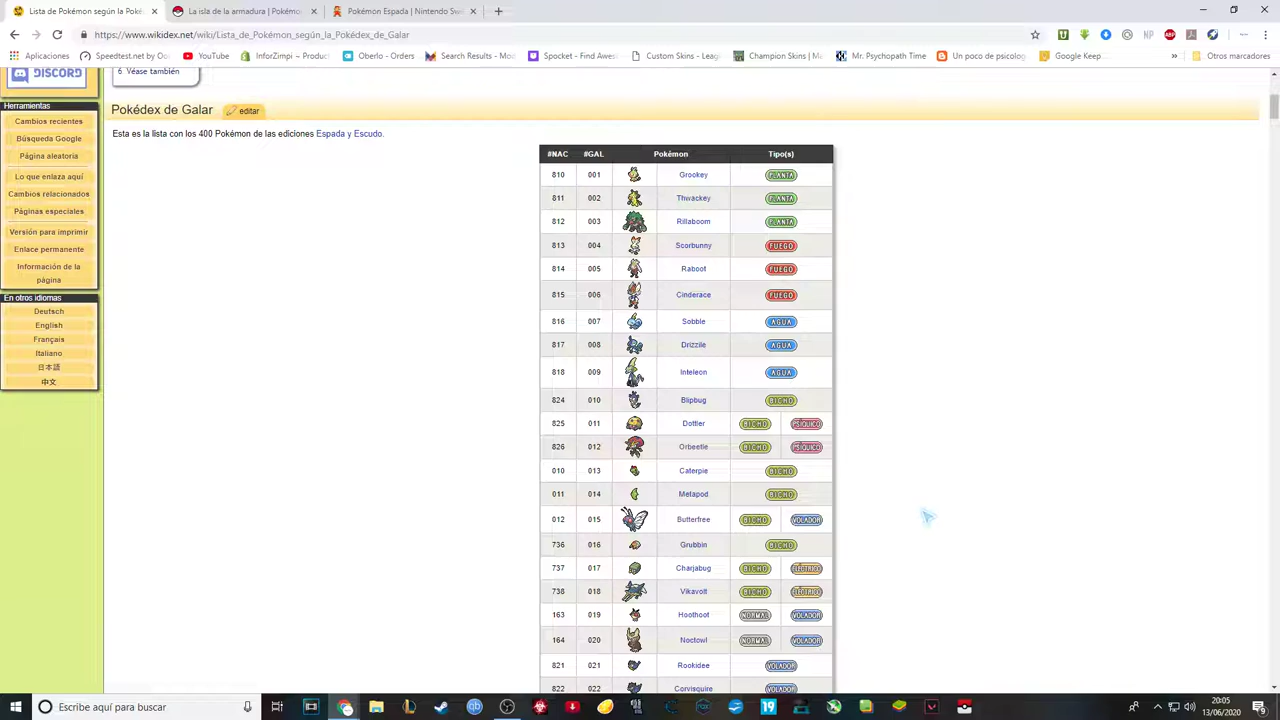 Lista de Pokémon según la Pokéd
La isla de la armadura | Pokémon
Pokémon Espada | Nintendo Swi
https://www.wikidex.net/wiki/Lista_de_Pokémon_según_la_Pokédex_de_Galar
Aplicaciones
Speedtest.net by Oo
YouTube
InforZimpi – Produc
Oberlo - Orders
Search Results - Mo
Spocket - Find Awes
Custom Skins - Leag
Champion Skins | Ma
Mr. Psychopath Time
Un poco de psicolog
Google Keep...
»
Otros marcadores
DISCORD
6 Véase también
Herramientas
Cambios recientes
Búsqueda Google
Página aleatoria
Lo que enlaza aquí
Cambios relacionados
Páginas especiales
Versión para imprimir
Enlace permanente
Información de la
página
En otros idiomas
Deutsch
English
Français
Italiano
日本語
中文
Pokédex de Galar editar
Esta es la lista con los 400 Pokémon de las ediciones Espada y Escudo.
#NAC #GAL Pokémon Tipo(s)
810 001 Grookey PLANTA
811 002 Thwackey PLANTA
812 003 Rillaboom PLANTA
813 004 Scorbunny FUEGO
814 005 Raboot FUEGO
815 006 Cinderace FUEGO
816 007 Sobble AGUA
817 008 Drizzile AGUA
818 009 Inteleon AGUA
824 010 Blipbug BICHO
825 011 Dottler BICHO PSÍQUICO
826 012 Orbeetle BICHO PSÍQUICO
010 013 Caterpie BICHO
011 014 Metapod BICHO
012 015 Butterfree BICHO VOLADOR
736 016 Grubbin BICHO
737 017 Charjabug BICHO ELÉCTRICO
738 018 Vikavolt BICHO ELÉCTRICO
163 019 Hoothoot NORMAL VOLADOR
164 020 Noctowl NORMAL VOLADOR
821 021 Rookidee VOLADOR
822 022 Corvisquire VOLADOR
Escribe aquí para buscar
19
20:05
13/06/2020